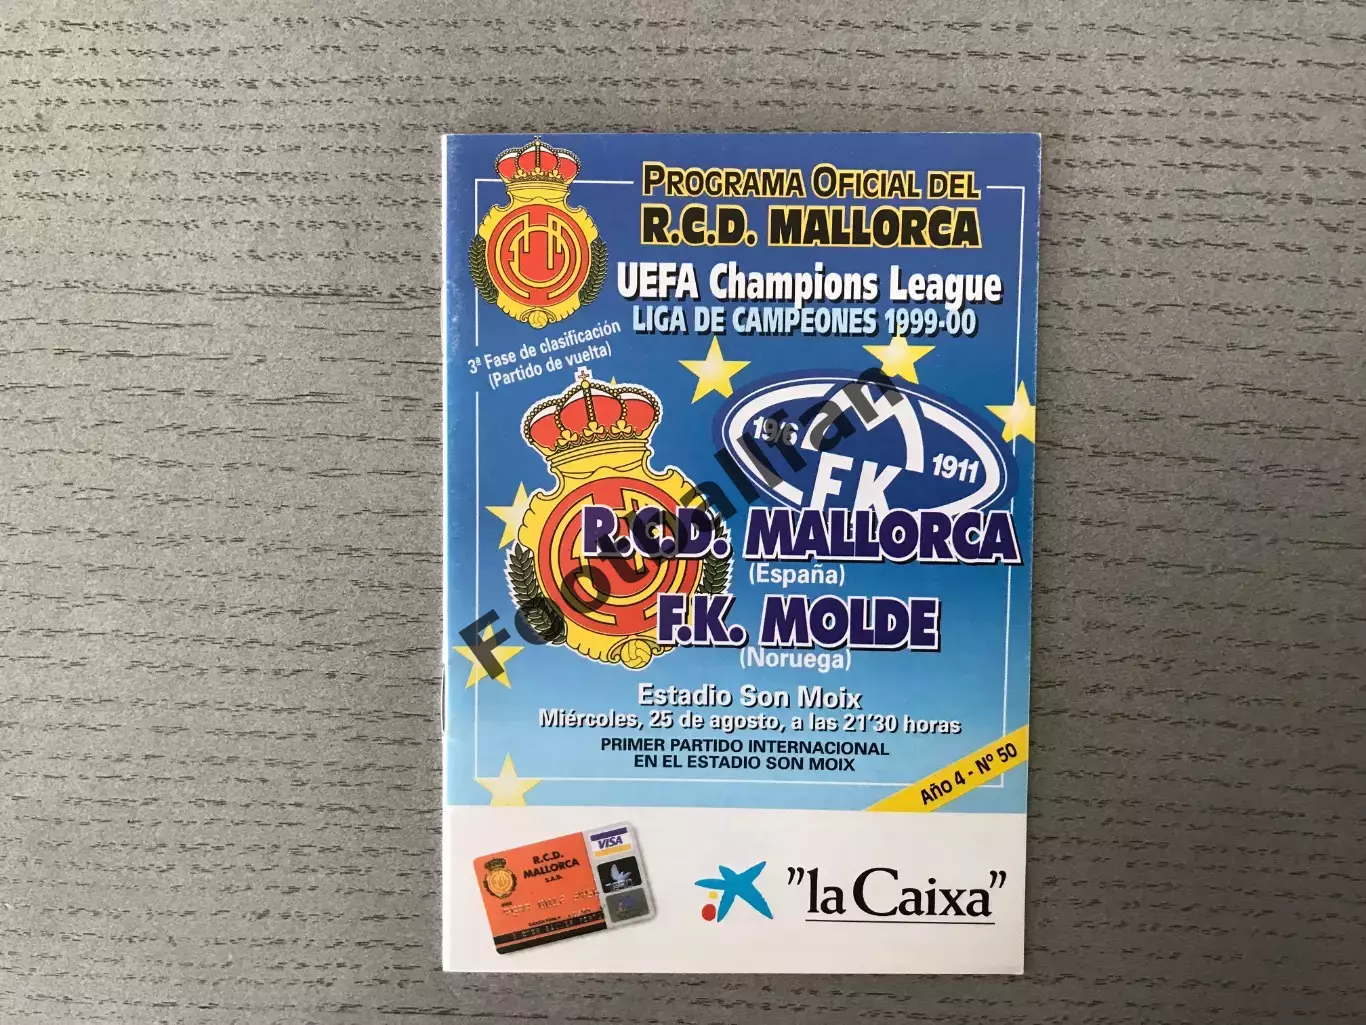 PROGRAMA OFICIAL DEL
R.C.D. MALLORCA
UEFA Champions League
LIGA DE CAMPEONES 1999-00
3ª Fase de clasificación
(Partido de vuelta)
19/6
1911
FK
R.C.D. MALLORCA
(España)
F.K. MOLDE
(Noruega)
Footballfan
Estadio Son Moix
Miércoles, 25 de agosto, a las 21'30 horas
PRIMER PARTIDO INTERNACIONAL
EN EL ESTADIO SON MOIX
Año 4 - Nº 50
R.C.D.
MALLORCA
S.A.D.
VISA
"la Caixa"